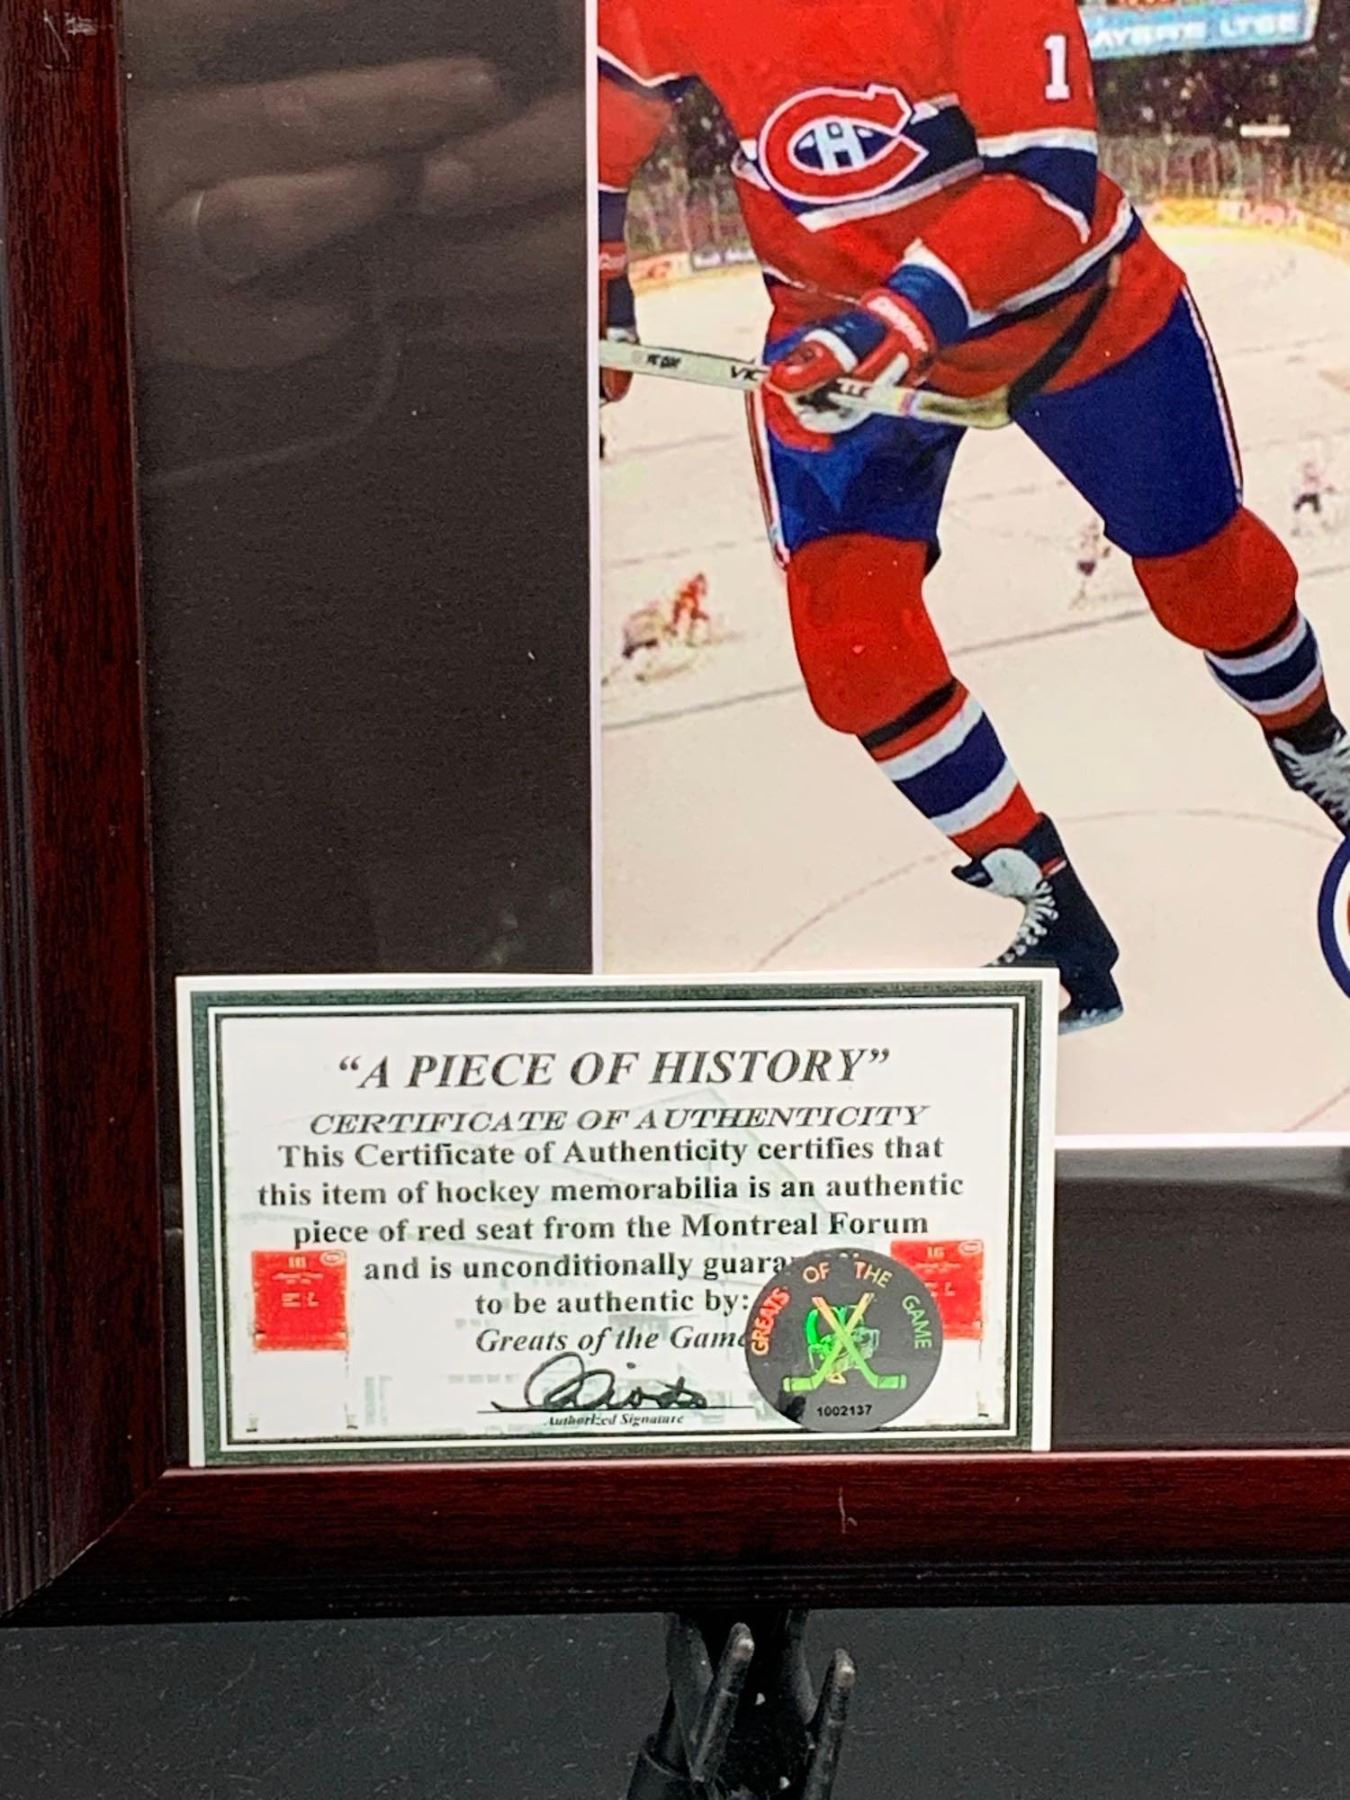 1
VIC
"A PIECE OF HISTORY"
CERTIFICATE OF AUTHENTICITY
This Certificate of Authenticity certifies that
this item of hockey memorabilia is an authentic
piece of red seat from the Montreal Forum
and is unconditionally guara
to be authentic by:
Greats of the Game
Authorized Signature
GREATS OF THE GAME
1002137